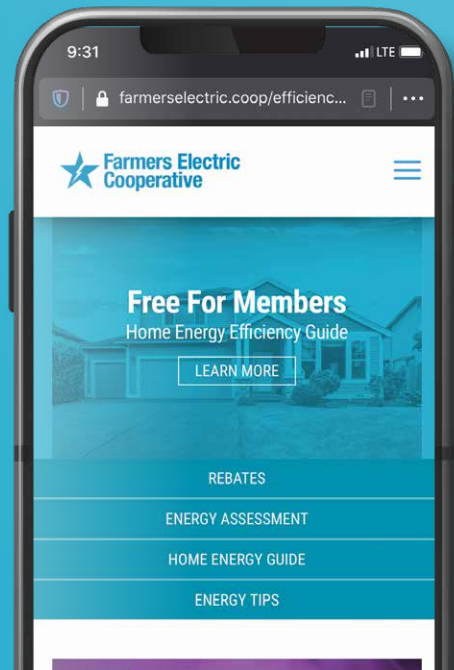 9:31
LTE
farmerselectric.coop/efficienc...
Farmers Electric
Cooperative
Free For Members
Home Energy Efficiency Guide
LEARN MORE
REBATES
ENERGY ASSESSMENT
HOME ENERGY GUIDE
ENERGY TIPS